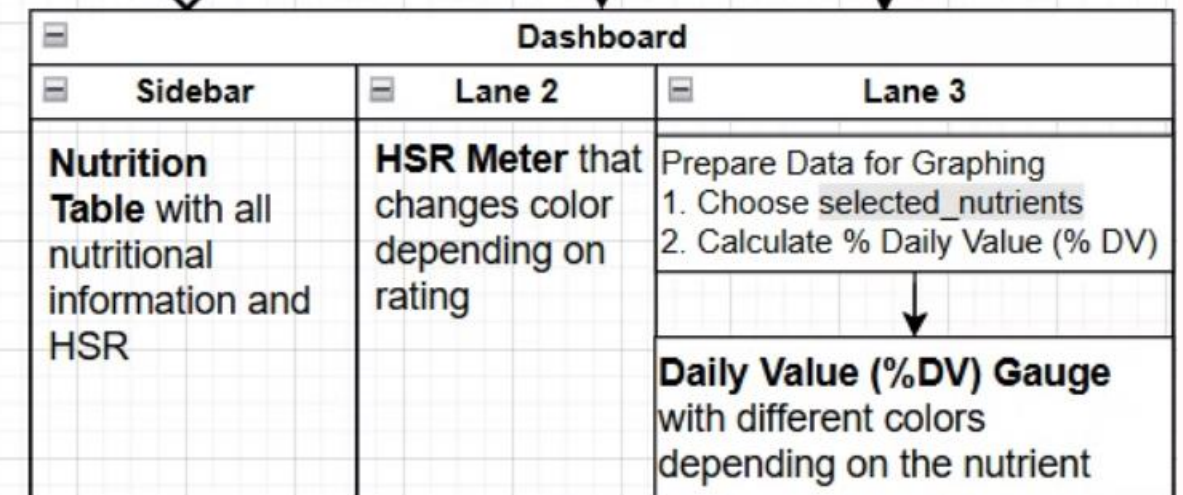 Dashboard
Sidebar
Lane 2
Lane 3
Nutrition
Table with all
nutritional
information and
HSR
HSR Meter that
changes color
depending on
rating
Prepare Data for Graphing
1. Choose selected_nutrients
2. Calculate % Daily Value (% DV)
Daily Value (%DV) Gauge
with different colors
depending on the nutrient